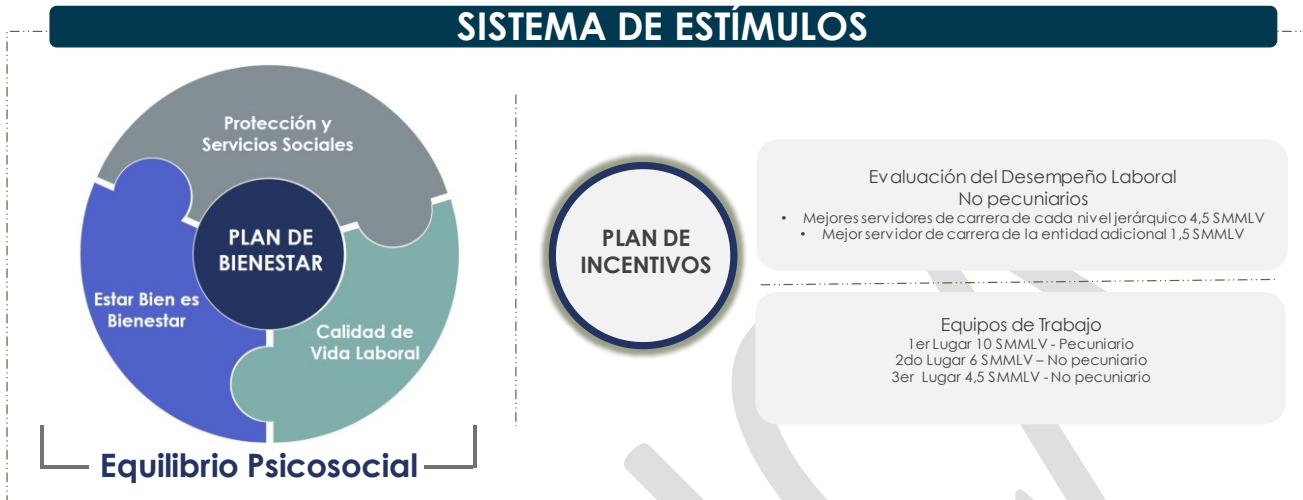 SISTEMA DE ESTÍMULOS
Protección y
Servicios Sociales
PLAN DE
BIENESTAR
Estar Bien es
Bienestar
Calidad de
Vida Laboral
Equilibrio Psicosocial
PLAN DE
INCENTIVOS
Evaluación del Desempeño Laboral
No pecuniarios
• Mejores servidores de carrera de cada nivel jerárquico 4,5 SMMLV
• Mejor servidor de carrera de la entidad adicional 1,5 SMMLV
Equipos de Trabajo
1er Lugar 10 SMMLV - Pecuniario
2do Lugar 6 SMMLV – No pecuniario
3er Lugar 4,5 SMMLV - No pecuniario